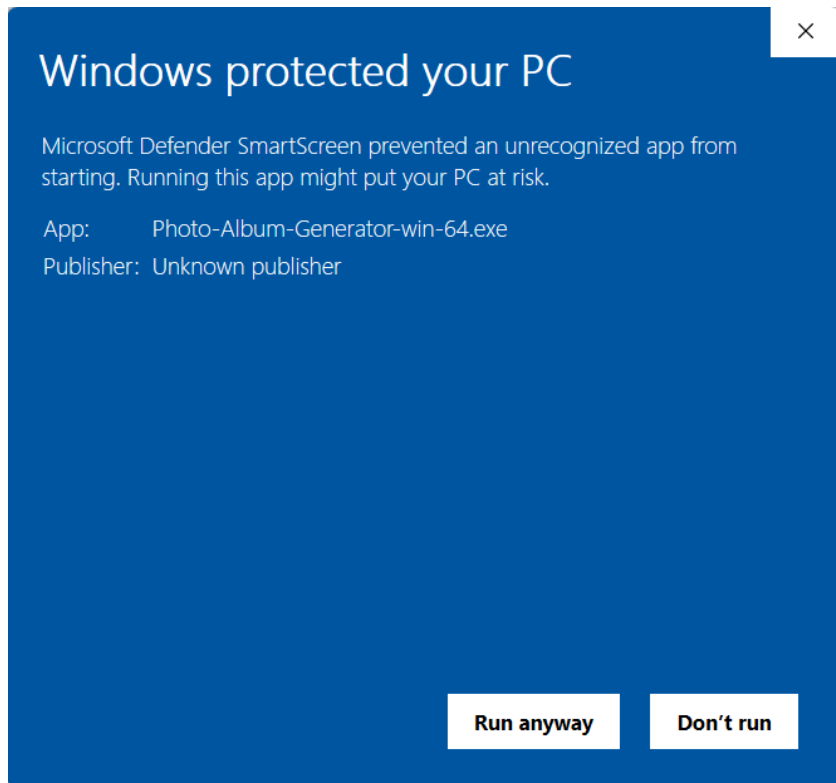 Windows protected your PC
Microsoft Defender SmartScreen prevented an unrecognized app from
starting. Running this app might put your PC at risk.
App: Photo-Album-Generator-win-64.exe
Publisher: Unknown publisher
Run anyway Don’t run